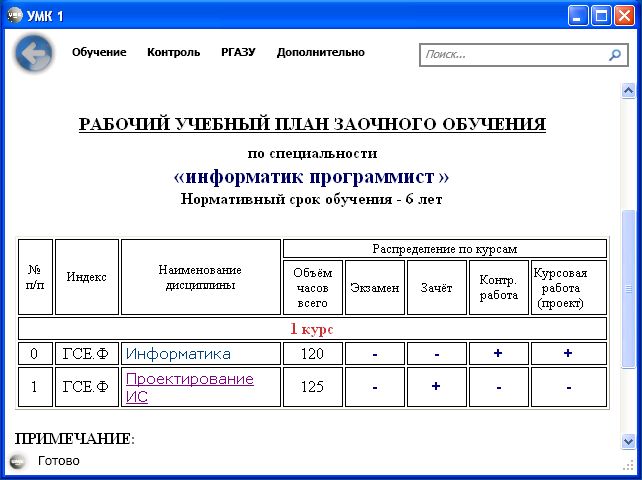 УМК 1
Обучение Контроль РГАЗУ Дополнительно Поиск...
РАБОЧИЙ УЧЕБНЫЙ ПЛАН ЗАОЧНОГО ОБУЧЕНИЯ
по специальности
«информатик программист »
Нормативный срок обучения - 6 лет
№ п/п Индекс Наименование дисциплины Распределение по курсам
Объём часов всего Экзамен Зачёт Контр. работа Курсовая работа (проект)
1 курс
0 ГСЕ.Ф Информатика 120 - - + +
1 ГСЕ.Ф Проектирование ИС 125 - + - -
ПРИМЕЧАНИЕ:
Готово